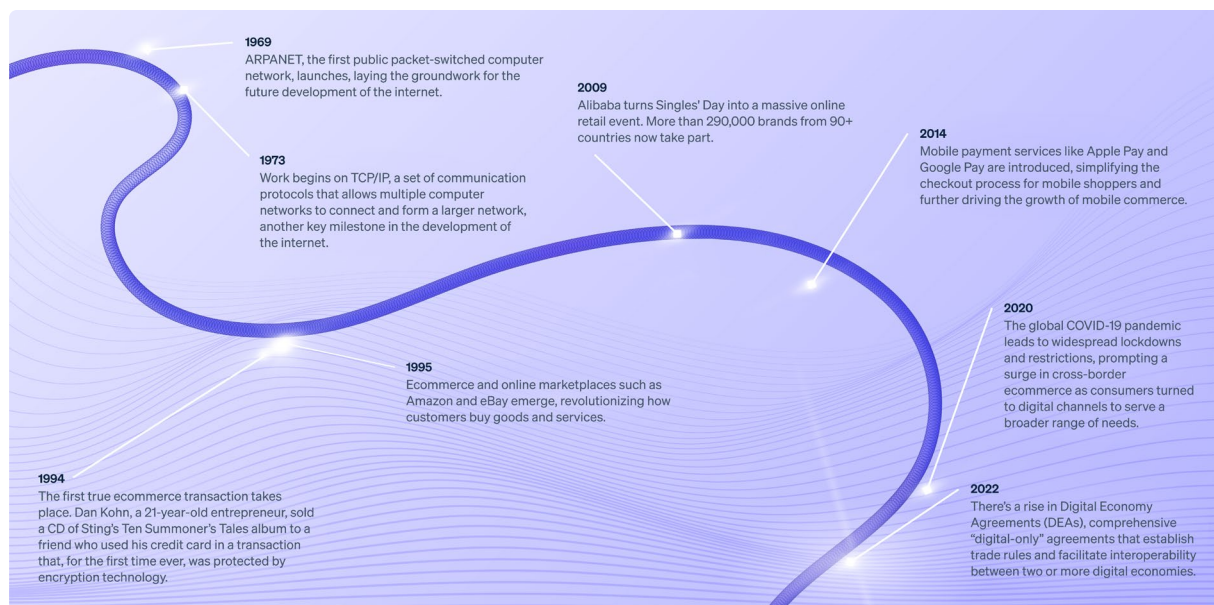 1969
ARPANET, the first public packet-switched computer
network, launches, laying the groundwork for the
future development of the internet.
1973
Work begins on TCP/IP, a set of communication
protocols that allows multiple computer
networks to connect and form a larger network,
another key milestone in the development of
the internet.
1994
The first true ecommerce transaction takes
place. Dan Kohn, a 21-year-old entrepreneur, sold
a CD of Sting’s Ten Summoner’s Tales album to a
friend who used his credit card in a transaction
that, for the first time ever, was protected by
encryption technology.
1995
Ecommerce and online marketplaces such as
Amazon and eBay emerge, revolutionizing how
customers buy goods and services.
2009
Alibaba turns Singles’ Day into a massive online
retail event. More than 290,000 brands from 90+
countries now take part.
2014
Mobile payment services like Apple Pay and
Google Pay are introduced, simplifying the
checkout process for mobile shoppers and
further driving the growth of mobile commerce.
2020
The global COVID-19 pandemic
leads to widespread lockdowns
and restrictions, prompting a
surge in cross-border
ecommerce as consumers turned
to digital channels to serve a
broader range of needs.
2022
There’s a rise in Digital Economy
Agreements (DEAs), comprehensive
“digital-only” agreements that establish
trade rules and facilitate interoperability
between two or more digital economies.